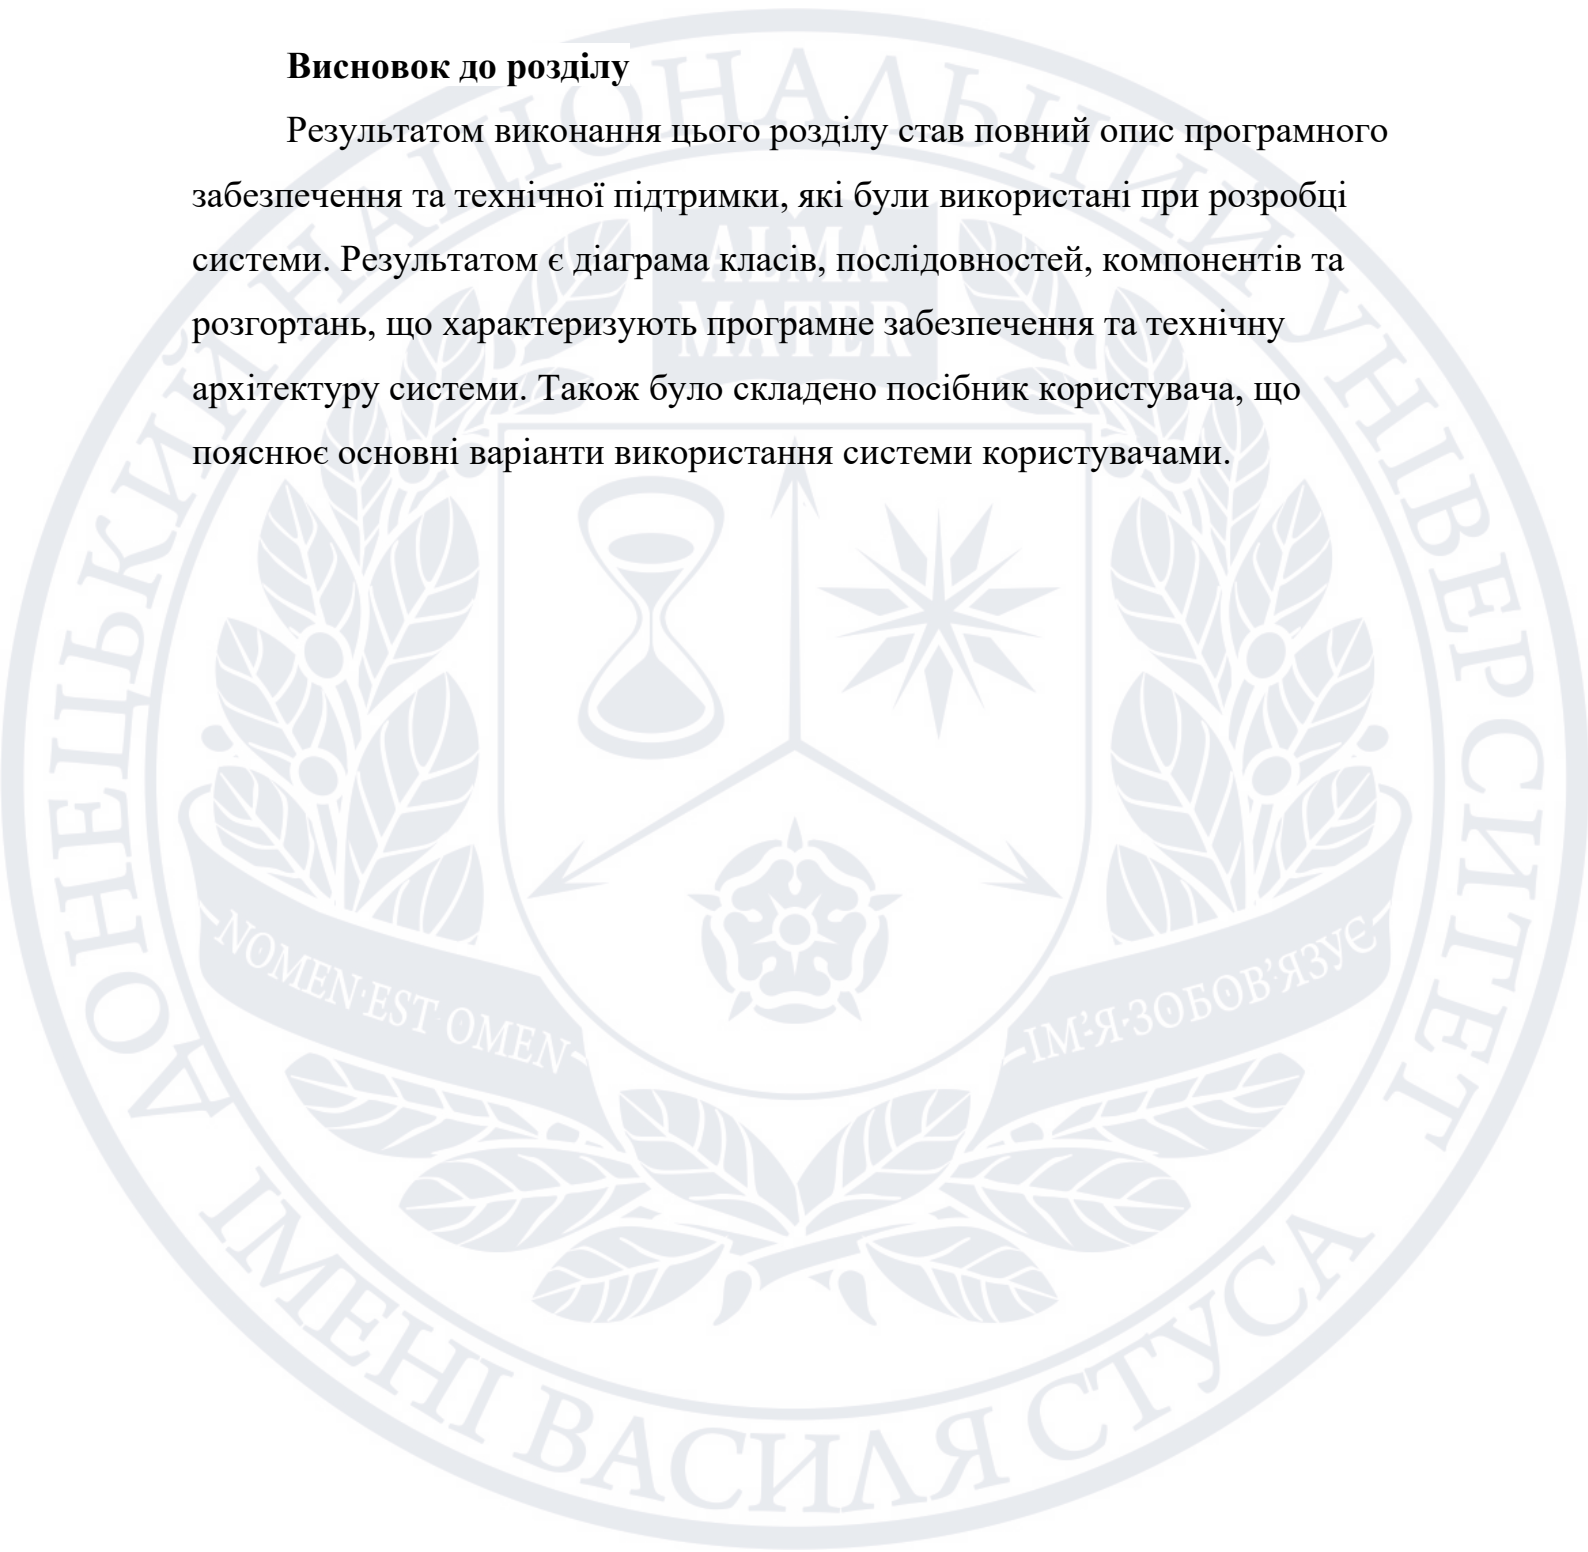 Висновок до розділу
Результатом виконання цього розділу став повний опис програмного
забезпечення та технічної підтримки, які були використані при розробці
системи. Результатом є діаграма класів, послідовностей, компонентів та
розгортань, що характеризують програмне забезпечення та технічну
архітектуру системи. Також було складено посібник користувача, що
пояснює основні варіанти використання системи користувачами.
ДОНЕЦЬКИЙ НАЦІОНАЛЬНИЙ УНІВЕРСИТЕТ
ІМЕНІ ВАСИЛЯ СТУСА
ALMA
MATER
NOMEN·EST·OMEN
ІМ'Я·ЗОБОВ'ЯЗУЄ